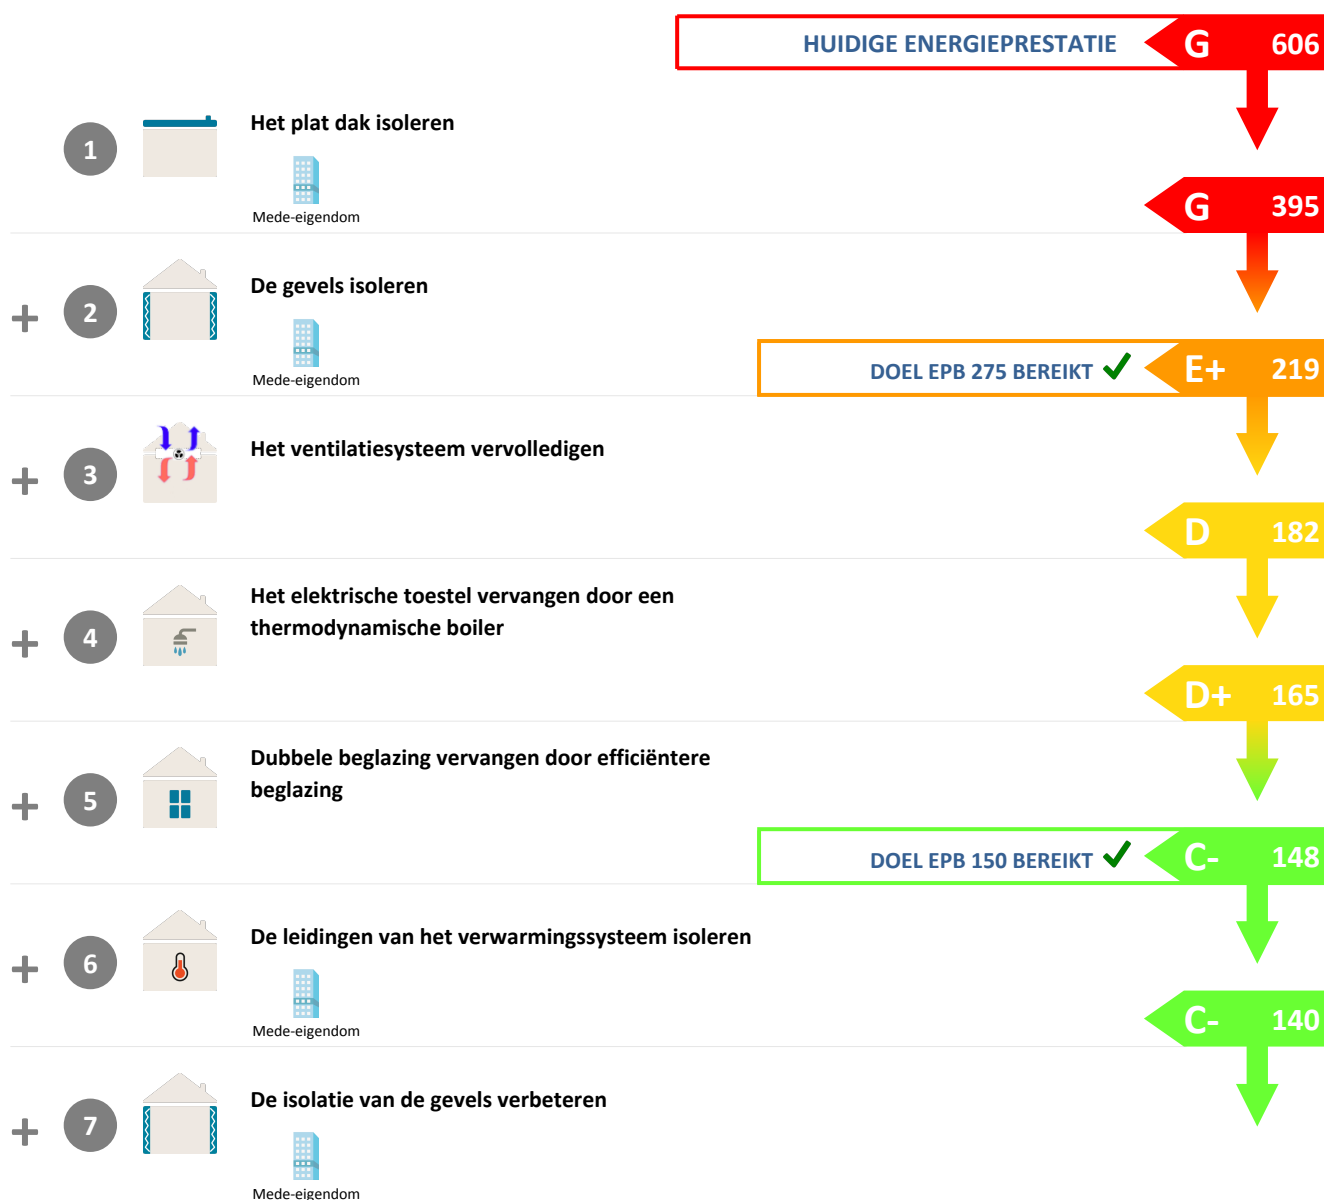 HUIDIGE ENERGIEPRESTATIE G 606
1 Het plat dak isoleren
Mede-eigendom
G 395
+ 2 De gevels isoleren
Mede-eigendom
DOEL EPB 275 BEREIKT E+ 219
+ 3 Het ventilatiesysteem vervolledigen
D 182
+ 4 Het elektrische toestel vervangen door een
thermodynamische boiler
D+ 165
+ 5 Dubbele beglazing vervangen door efficiëntere
beglazing
DOEL EPB 150 BEREIKT C- 148
+ 6 De leidingen van het verwarmingssysteem isoleren
Mede-eigendom
C- 140
+ 7 De isolatie van de gevels verbeteren
Mede-eigendom